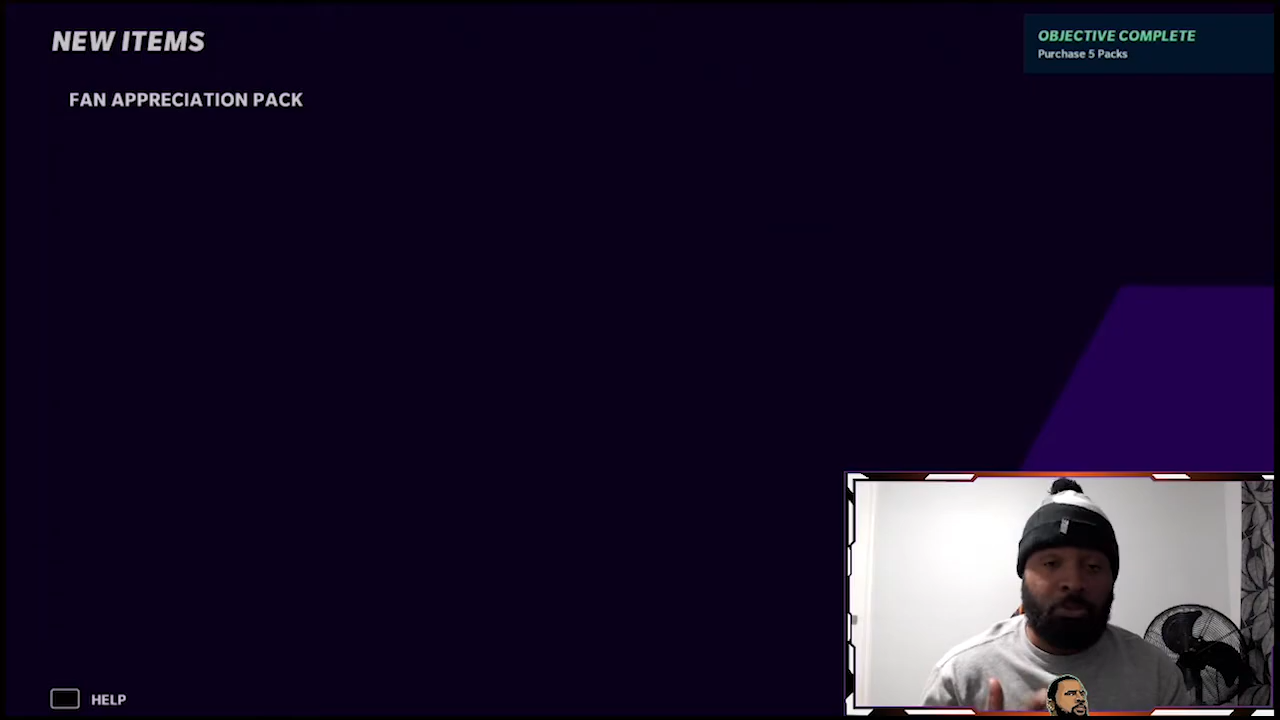 NEW ITEMS
OBJECTIVE COMPLETE
Purchase 5 Packs
FAN APPRECIATION PACK
HELP